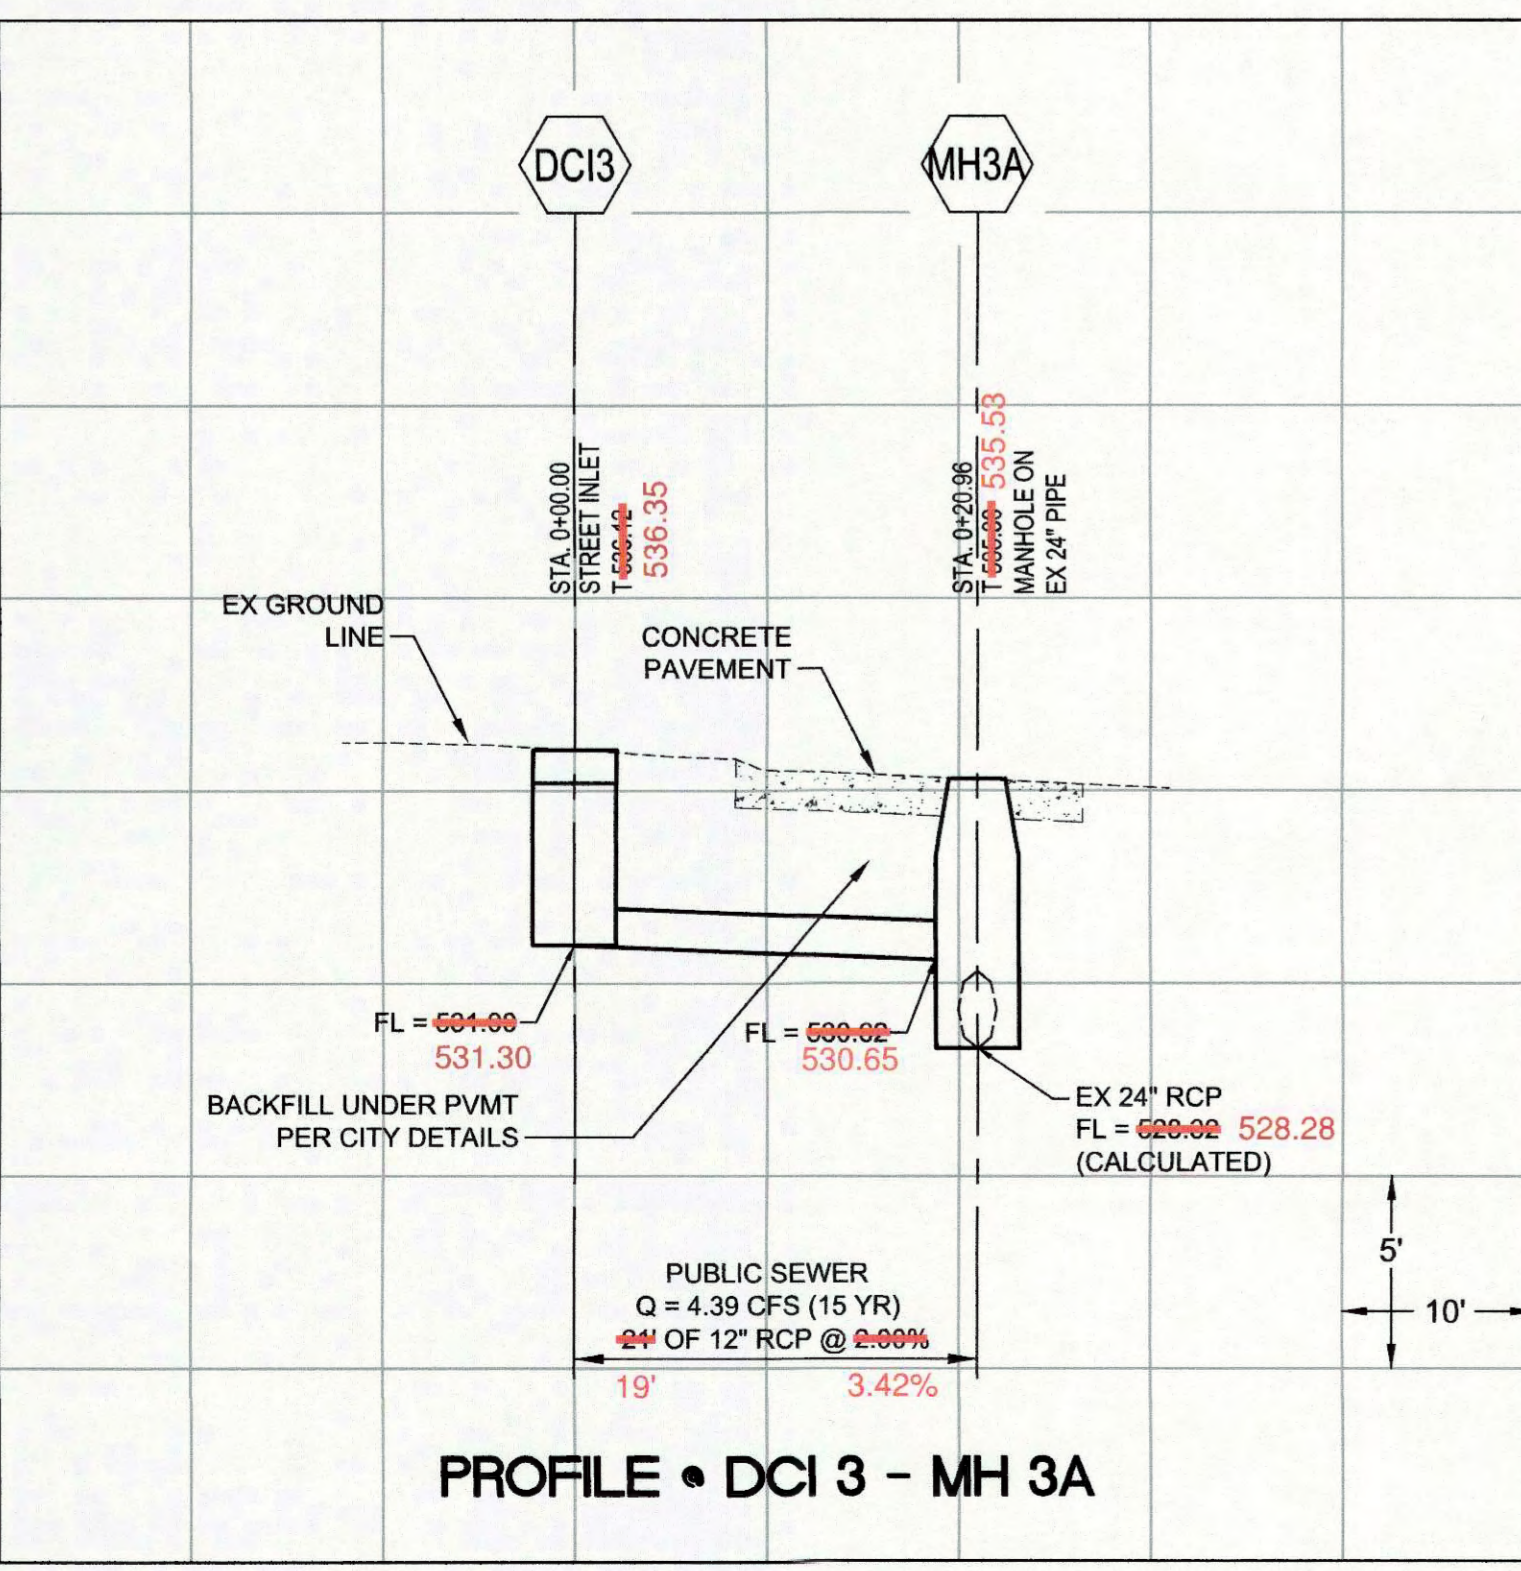 DCI3
MH3A
STA. 0+00.00
STREET INLET
T 536.35
STA. 0+20.96
T 535.53
MANHOLE ON
EX 24" PIPE
EX GROUND
LINE
CONCRETE
PAVEMENT
FL =
531.30
FL =
530.65
BACKFILL UNDER PVMT
PER CITY DETAILS
EX 24" RCP
FL = 528.28
(CALCULATED)
5'
10'
PUBLIC SEWER
Q = 4.39 CFS (15 YR)
21' OF 12" RCP @ 2.00%
19' 3.42%
PROFILE • DCI 3 - MH 3A